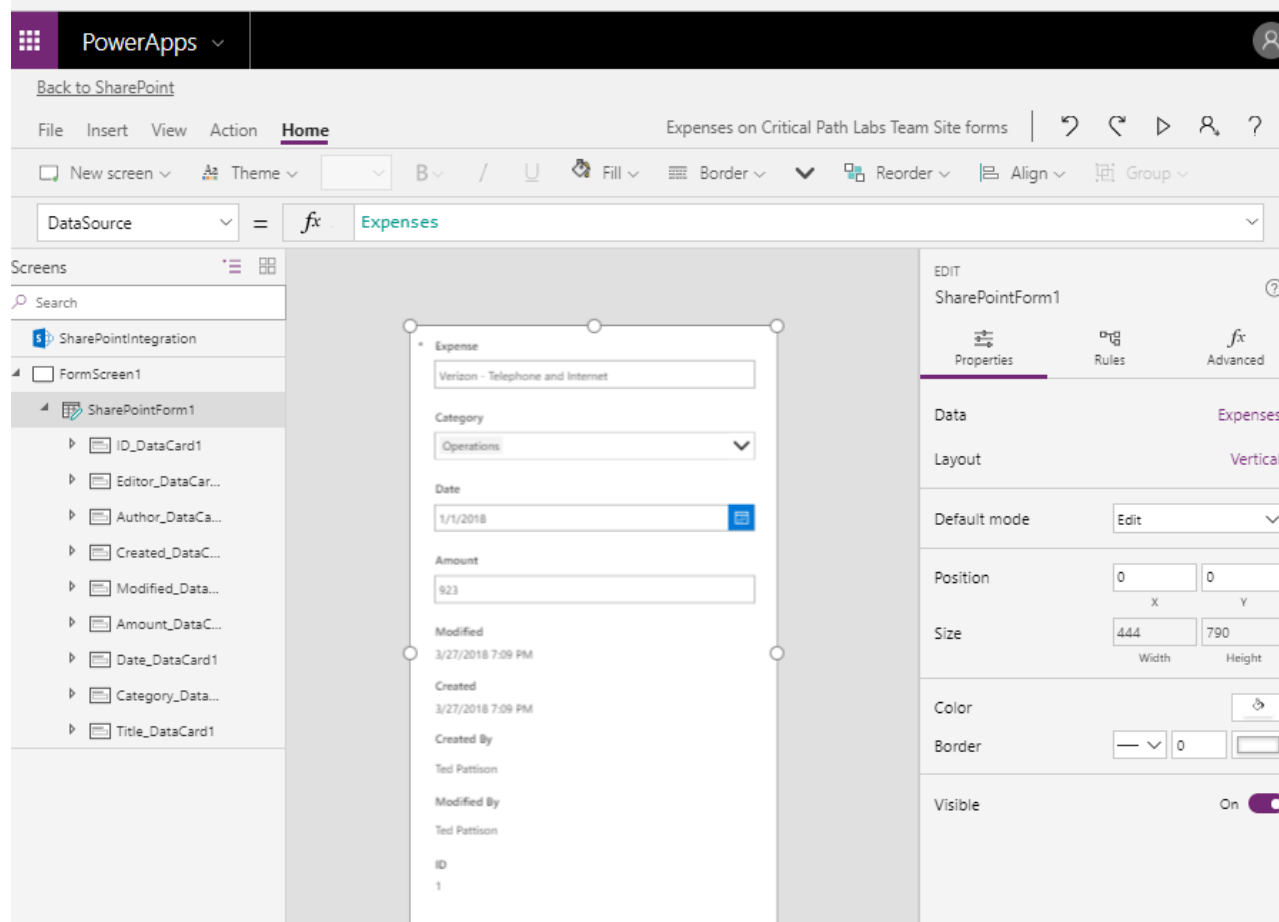 PowerApps
Back to SharePoint
File Insert View Action Home
Expenses on Critical Path Labs Team Site forms
?
New screen Theme B / U Fill Border Reorder Align Group
DataSource = fx Expenses
Screens
Search
SharePointIntegration
FormScreen1
SharePointForm1
ID_DataCard1
Editor_DataCar...
Author_DataCa...
Created_DataC...
Modified_Data...
Amount_DataC...
Date_DataCard1
Category_Data...
Title_DataCard1
* Expense
Verizon - Telephone and Internet
Category
Operations
Date
1/1/2018
Amount
923
Modified
3/27/2018 7:09 PM
Created
3/27/2018 7:09 PM
Created By
Ted Pattison
Modified By
Ted Pattison
ID
1
EDIT
SharePointForm1
?
fx
Properties Rules Advanced
Data Expenses
Layout Vertical
Default mode Edit
Position 0 0
X Y
Size 444 790
Width Height
Color
Border 0
Visible On